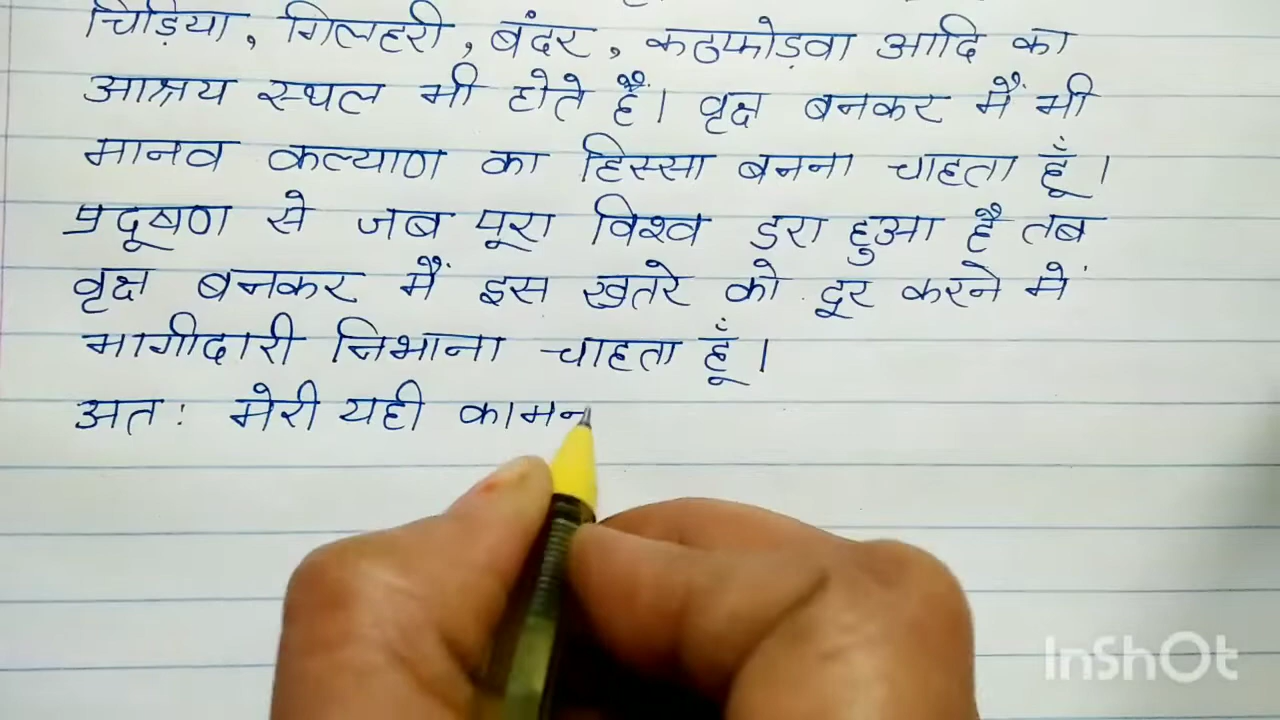 चिड़िया, गिलहरी, बंदर, कठफोड़वा आदि का
आश्रय स्थल भी होते हैं। वृक्ष बनकर मैं भी
मानव कल्याण का हिस्सा बनना चाहता हूँ।
प्रदूषण से जब पूरा विश्व डरा हुआ है तब
वृक्ष बनकर मैं इस खतरे को दूर करने में
भागीदारी निभाना चाहता हूँ।
अत: मेरी यही कामन
InShOt